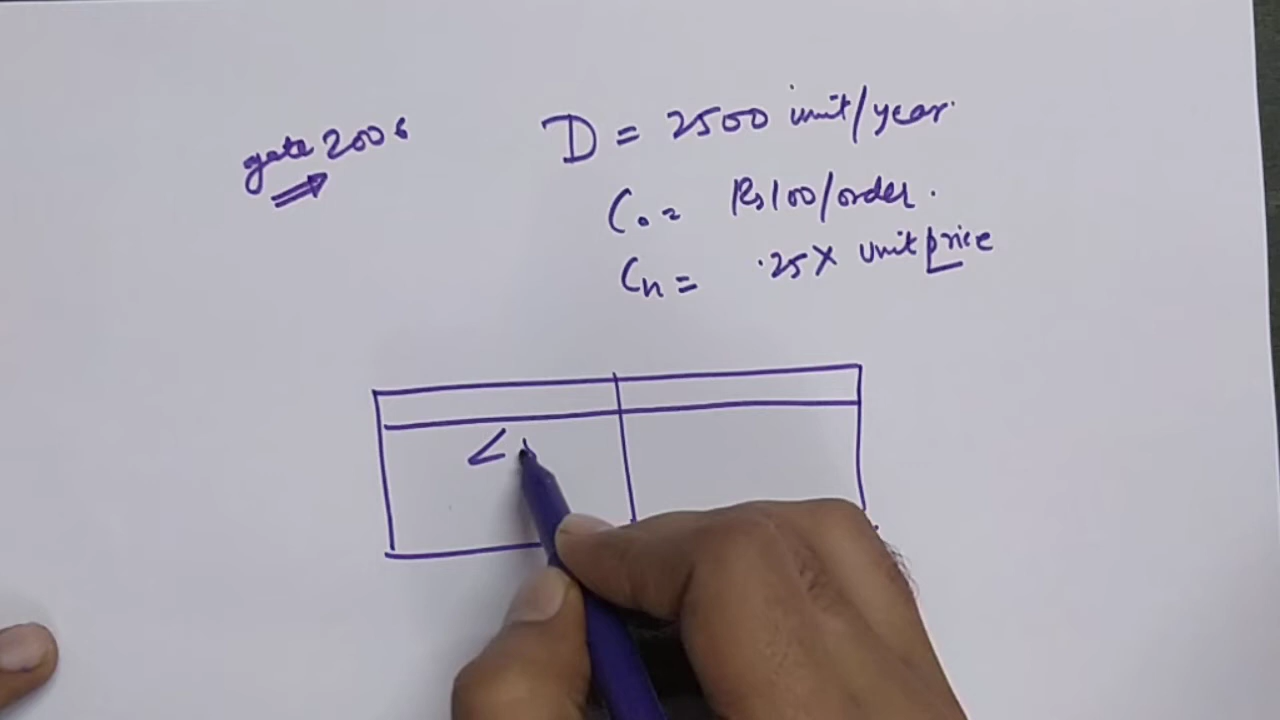 gate 2006
D = 2500 unit/year.
Co = Rs100/order.
Ch = .25 X unit price
<